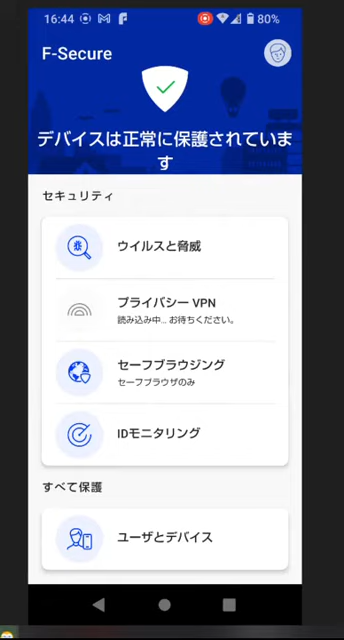 16:44 80%
F-Secure
デバイスは正常に保護されていま
す
セキュリティ
ウイルスと脅威
プライバシー VPN
読み込み中... お待ちください。
セーフブラウジング
セーフブラウザのみ
IDモニタリング
すべて保護
ユーザとデバイス